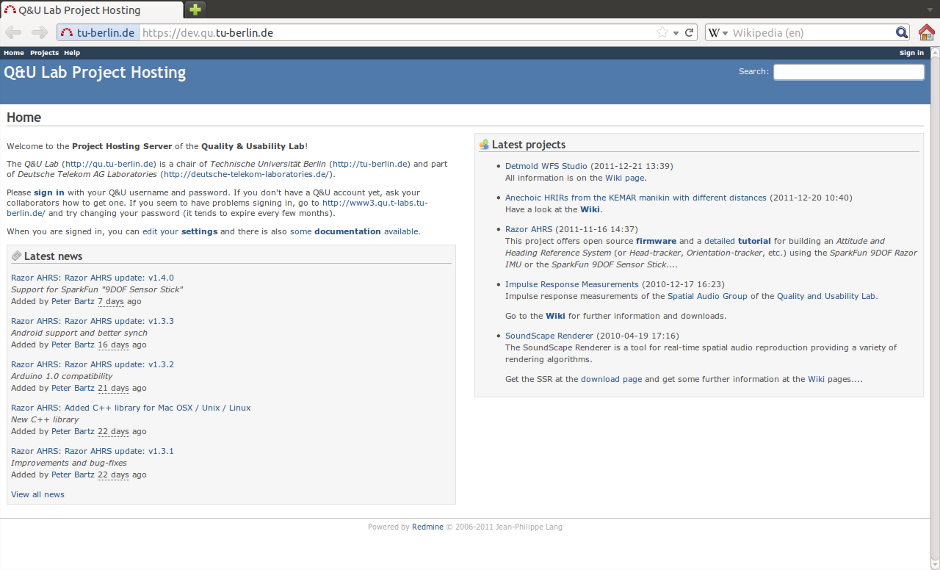 Q&U Lab Project Hosting
tu-berlin.de https://dev.qu.tu-berlin.de
W Wikipedia (en)
Home Projects Help
Sign in
Q&U Lab Project Hosting
Search:
Home
Welcome to the Project Hosting Server of the Quality & Usability Lab!
The Q&U Lab (http://qu.tu-berlin.de) is a chair of Technische Universität Berlin (http://tu-berlin.de) and part
of Deutsche Telekom AG Laboratories (http://deutsche-telekom-laboratories.de/).
Please sign in with your Q&U username and password. If you don't have a Q&U account yet, ask your
collaborators how to get one. If you seem to have problems signing in, go to http://www3.qu.t-labs.tu-
berlin.de/ and try changing your password (it tends to expire every few months).
When you are signed in, you can edit your settings and there is also some documentation available.
Latest news
Razor AHRS: Razor AHRS update: v1.4.0
Support for SparkFun "9DOF Sensor Stick"
Added by Peter Bartz 7 days ago
Razor AHRS: Razor AHRS update: v1.3.3
Android support and better synch
Added by Peter Bartz 16 days ago
Razor AHRS: Razor AHRS update: v1.3.2
Arduino 1.0 compatibility
Added by Peter Bartz 21 days ago
Razor AHRS: Added C++ library for Mac OSX / Unix / Linux
New C++ library
Added by Peter Bartz 22 days ago
Razor AHRS: Razor AHRS update: v1.3.1
Improvements and bug-fixes
Added by Peter Bartz 22 days ago
View all news
Latest projects
Detmold WFS Studio (2011-12-21 13:39)
All information is on the Wiki page.
Anechoic HRIRs from the KEMAR manikin with different distances (2011-12-20 10:40)
Have a look at the Wiki.
Razor AHRS (2011-11-16 14:37)
This project offers open source firmware and a detailed tutorial for building an Attitude and
Heading Reference System (or Head-tracker, Orientation-tracker, etc.) using the SparkFun 9DOF Razor
IMU or the SparkFun 9DOF Sensor Stick....
Impulse Response Measurements (2010-12-17 16:23)
Impulse response measurements of the Spatial Audio Group of the Quality and Usability Lab.
Go to the Wiki for further information and downloads.
SoundScape Renderer (2010-04-19 17:16)
The SoundScape Renderer is a tool for real-time spatial audio reproduction providing a variety of
rendering algorithms.
Get the SSR at the download page and get some further information at the Wiki pages....
Powered by Redmine © 2006-2011 Jean-Philippe Lang